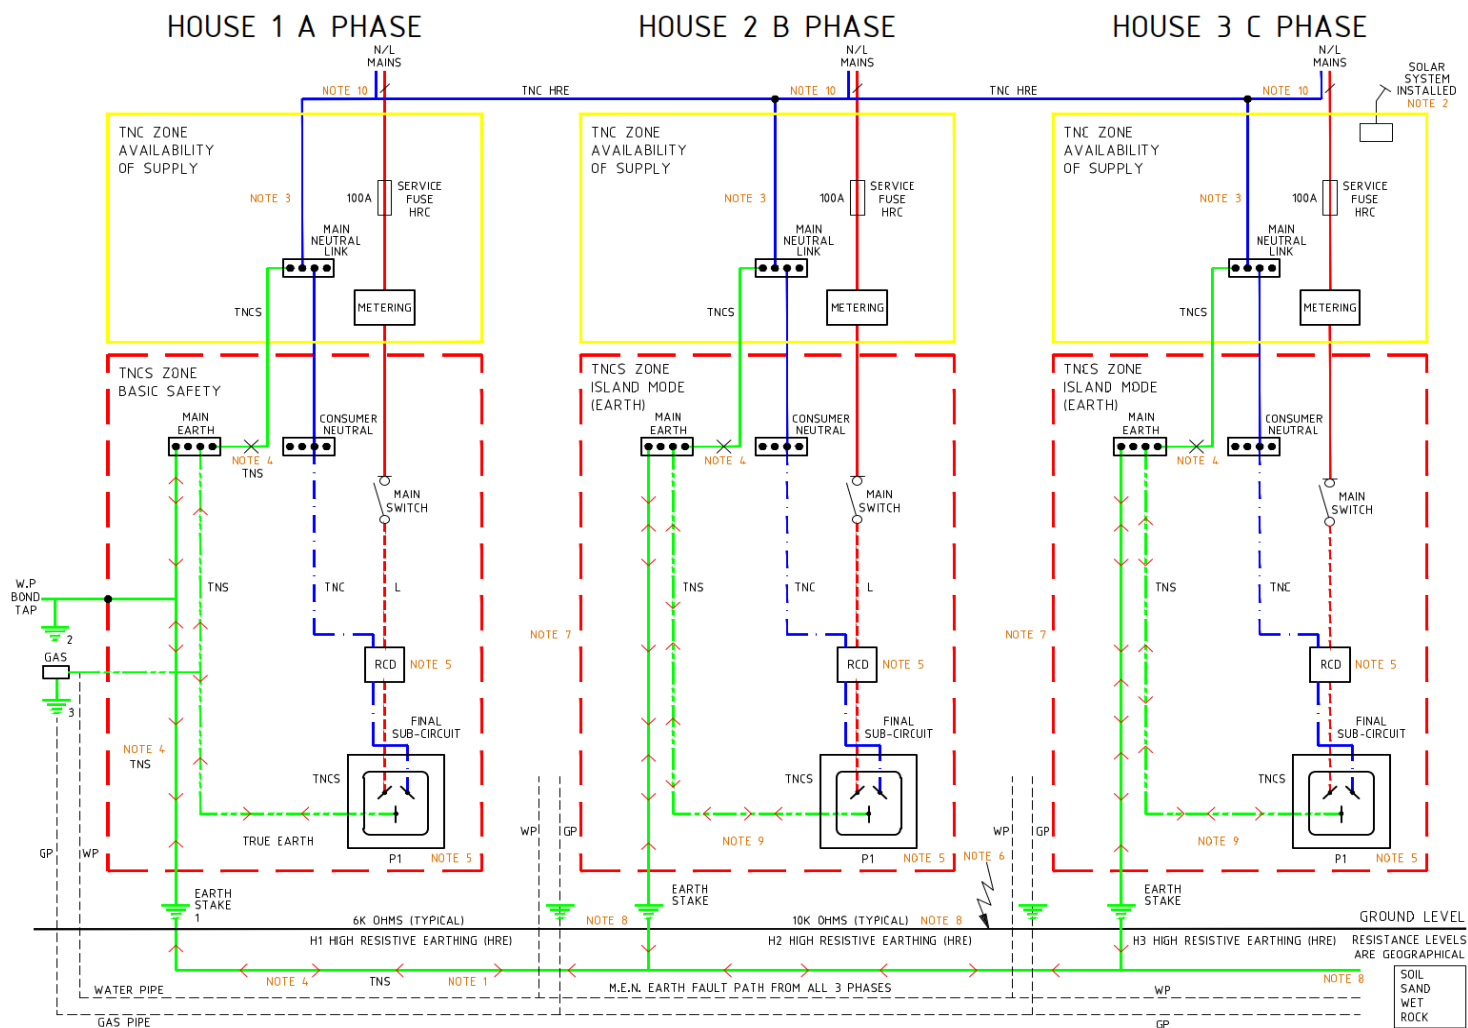 HOUSE 1 A PHASE
HOUSE 2 B PHASE
HOUSE 3 C PHASE
N/L
MAINS
N/L
MAINS
N/L
MAINS
SOLAR
SYSTEM
INSTALLED
NOTE 2
NOTE 10
TNC HRE
NOTE 10
TNC HRE
NOTE 10
TNC ZONE
AVAILABILITY
OF SUPPLY
NOTE 3
100A
SERVICE
FUSE
HRC
MAIN
NEUTRAL
LINK
TNCS
METERING
TNC ZONE
AVAILABILITY
OF SUPPLY
NOTE 3
100A
SERVICE
FUSE
HRC
MAIN
NEUTRAL
LINK
TNCS
METERING
TNC ZONE
AVAILABILITY
OF SUPPLY
NOTE 3
100A
SERVICE
FUSE
HRC
MAIN
NEUTRAL
LINK
TNCS
METERING
TNCS ZONE
BASIC SAFETY
MAIN
EARTH
CONSUMER
NEUTRAL
NOTE 4
TNS
MAIN
SWITCH
TNS
TNC
L
RCD
NOTE 5
FINAL
SUB-CIRCUIT
NOTE 4
TNS
TNCS
TRUE EARTH
P1
NOTE 5
W.P
BOND
TAP
2
GAS
3
GP
WP
TNCS ZONE
ISLAND MODE
(EARTH)
MAIN
EARTH
CONSUMER
NEUTRAL
NOTE 4
MAIN
SWITCH
TNS
TNC
L
NOTE 7
RCD
NOTE 5
FINAL
SUB-CIRCUIT
TNCS
NOTE 9
P1
NOTE 5
WP
GP
TNCS ZONE
ISLAND MODE
(EARTH)
MAIN
EARTH
CONSUMER
NEUTRAL
NOTE 4
MAIN
SWITCH
TNS
TNC
NOTE 7
RCD
NOTE 5
FINAL
SUB-CIRCUIT
TNCS
NOTE 9
P1
NOTE 5
WP
GP
NOTE 6
EARTH
STAKE
1
EARTH
STAKE
EARTH
STAKE
6K OHMS (TYPICAL)
NOTE 8
10K OHMS (TYPICAL)
NOTE 8
GROUND LEVEL
H1 HIGH RESISTIVE EARTHING (HRE)
H2 HIGH RESISTIVE EARTHING (HRE)
H3 HIGH RESISTIVE EARTHING (HRE)
RESISTANCE LEVELS
ARE GEOGRAPHICAL
NOTE 4
TNS
NOTE 1
NOTE 8
WATER PIPE
M.E.N. EARTH FAULT PATH FROM ALL 3 PHASES
WP
GAS PIPE
GP
SOIL
SAND
WET
ROCK